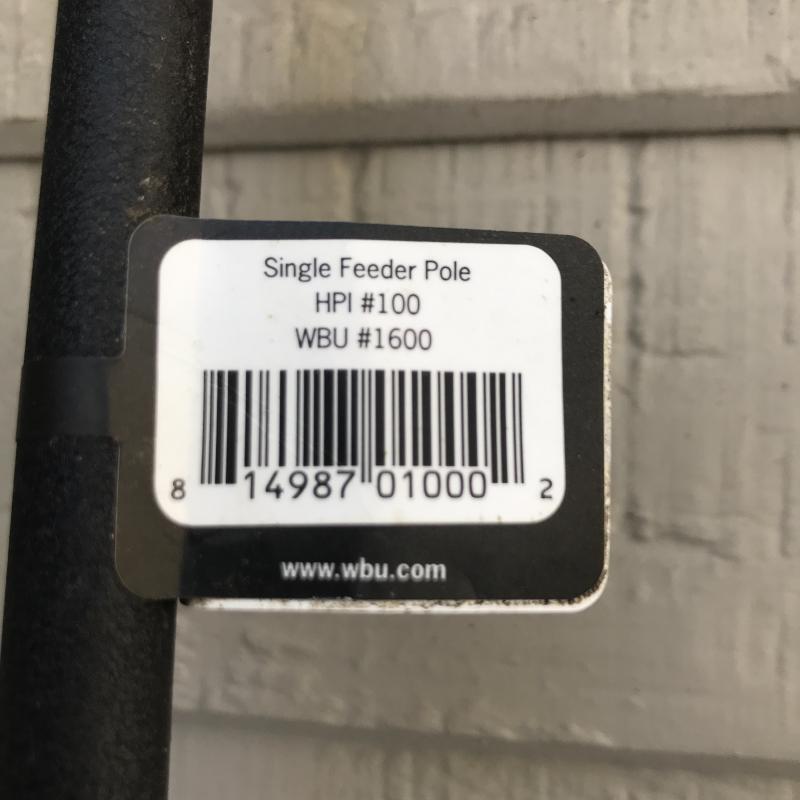 Single Feeder Pole
HPI #100
WBU #1600
8 14987 01000 2
www.wbu.com